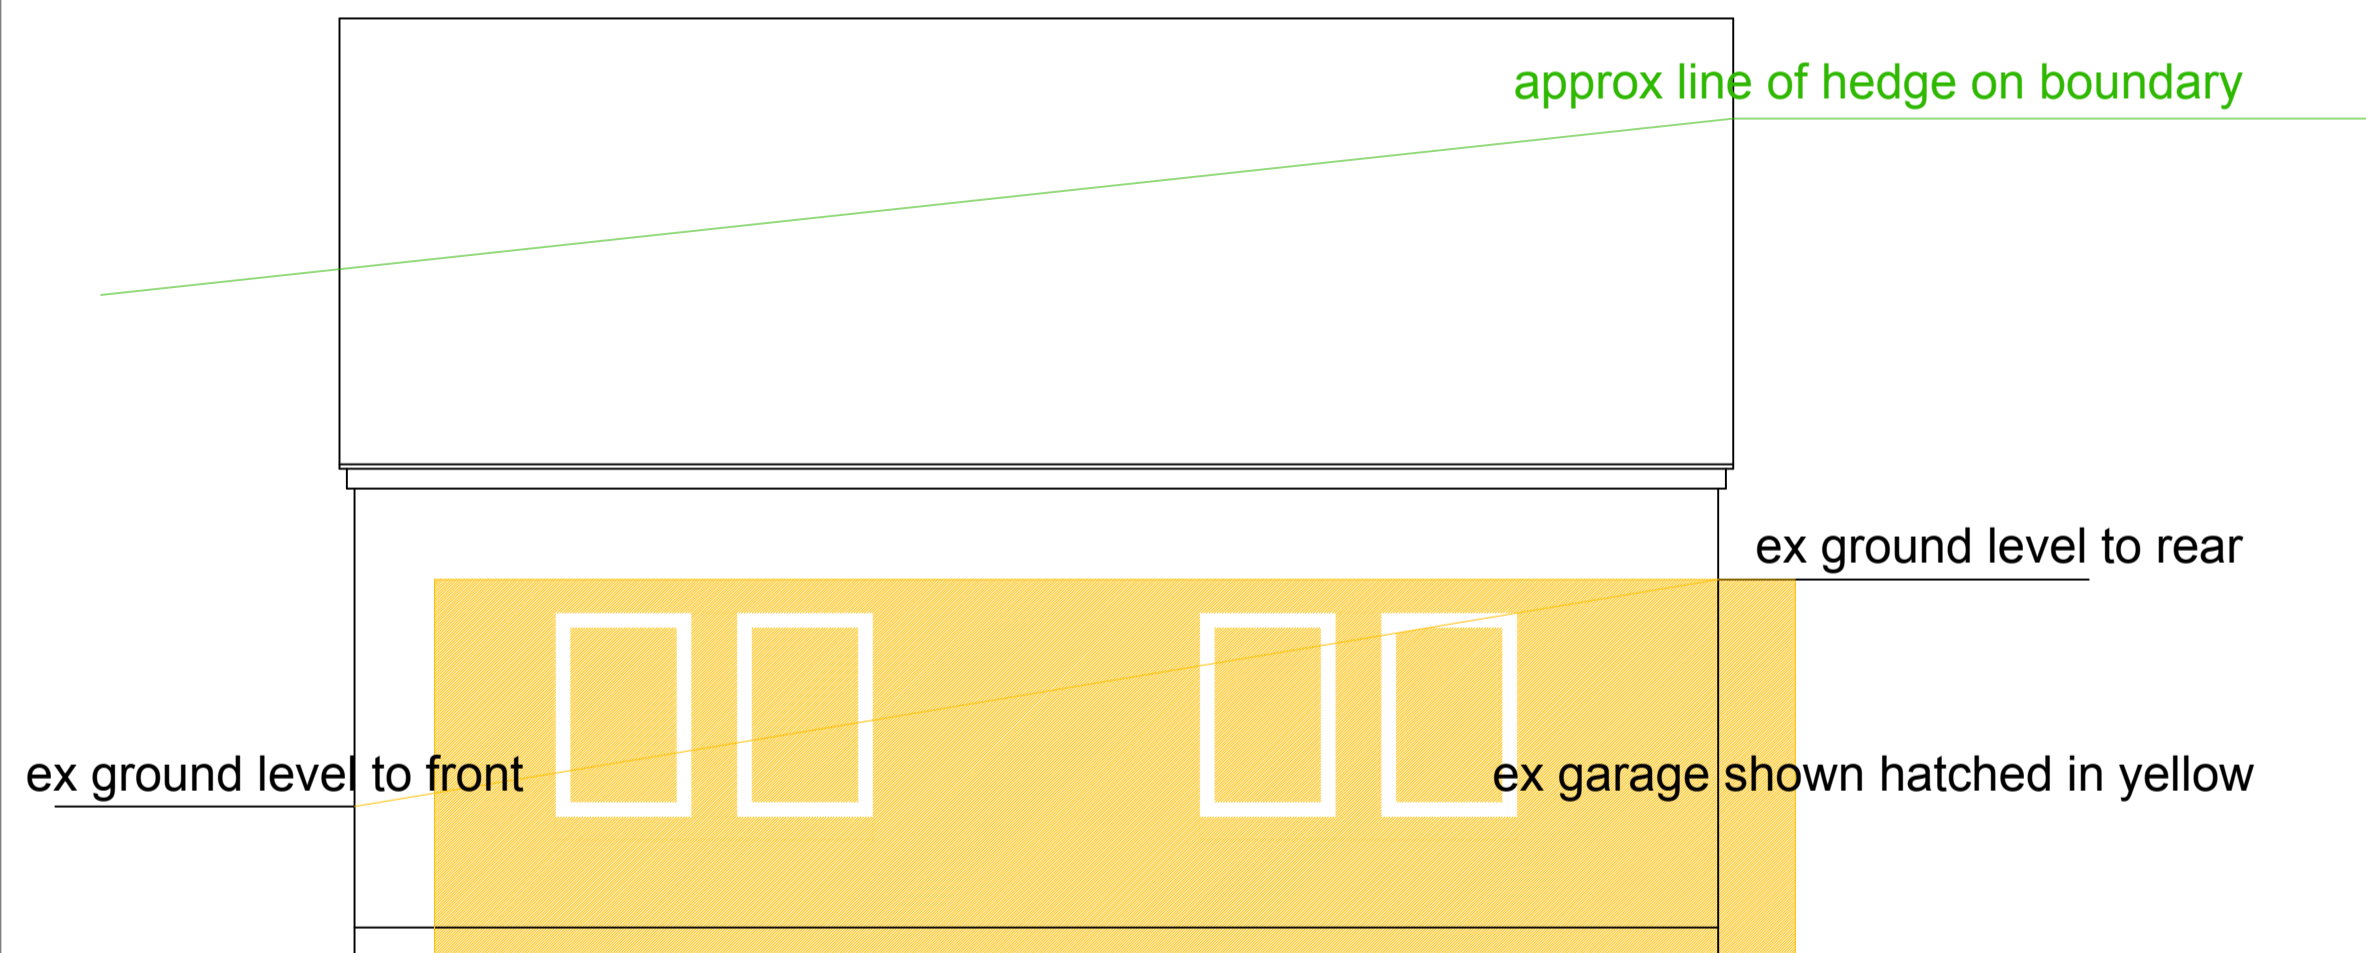 approx line of hedge on boundary
ex ground level to rear
ex ground level to front
ex garage shown hatched in yellow